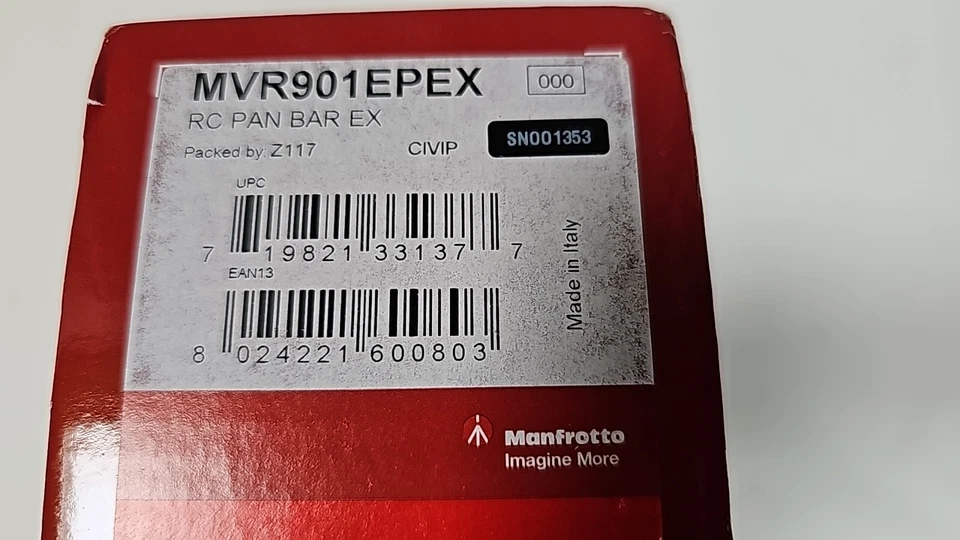 MVR901EPEX 000
RC PAN BAR EX
Packed by: Z117 CIVIP SN001353
UPC
7 19821 33137 7
EAN13
8 024221 600803
Made in Italy
Manfrotto
Imagine More